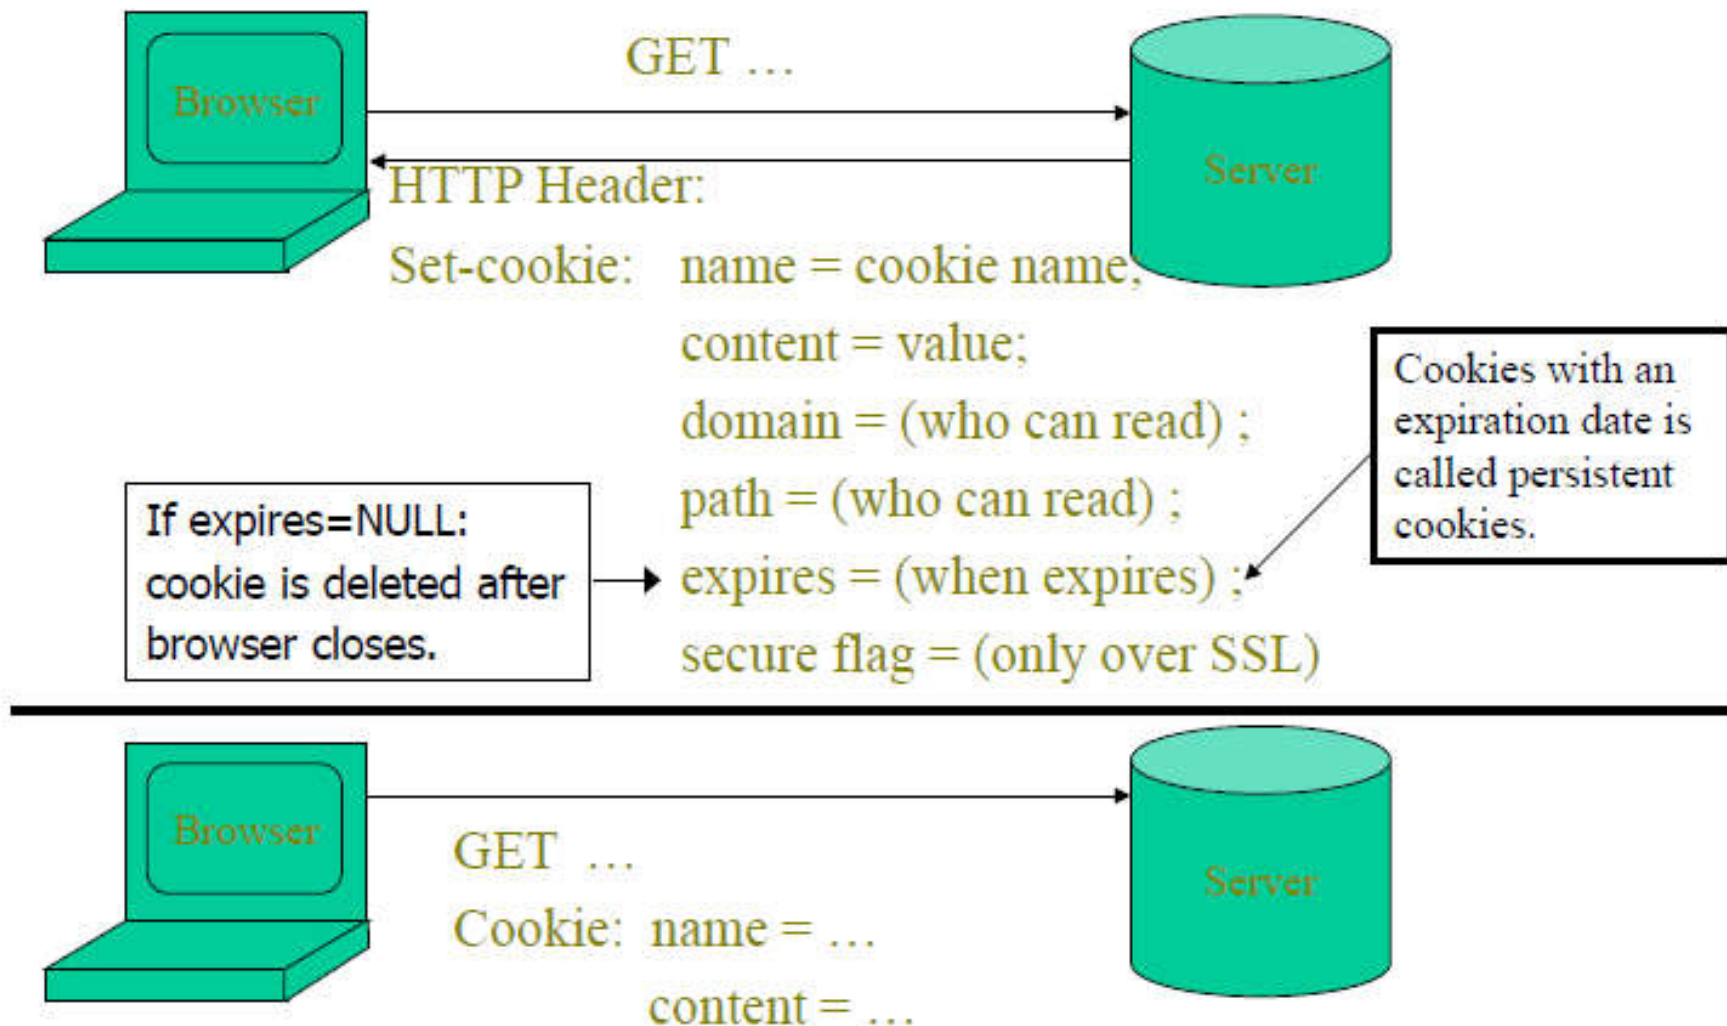 Browser
GET ...
Server
HTTP Header:
Set-cookie: name = cookie name;
content = value;
domain = (who can read) ;
path = (who can read) ;
expires = (when expires) ;
secure flag = (only over SSL)
Cookies with an
expiration date is
called persistent
cookies.
If expires=NULL:
cookie is deleted after
browser closes.
Browser
Server
GET ...
Cookie: name = ...
content = ...